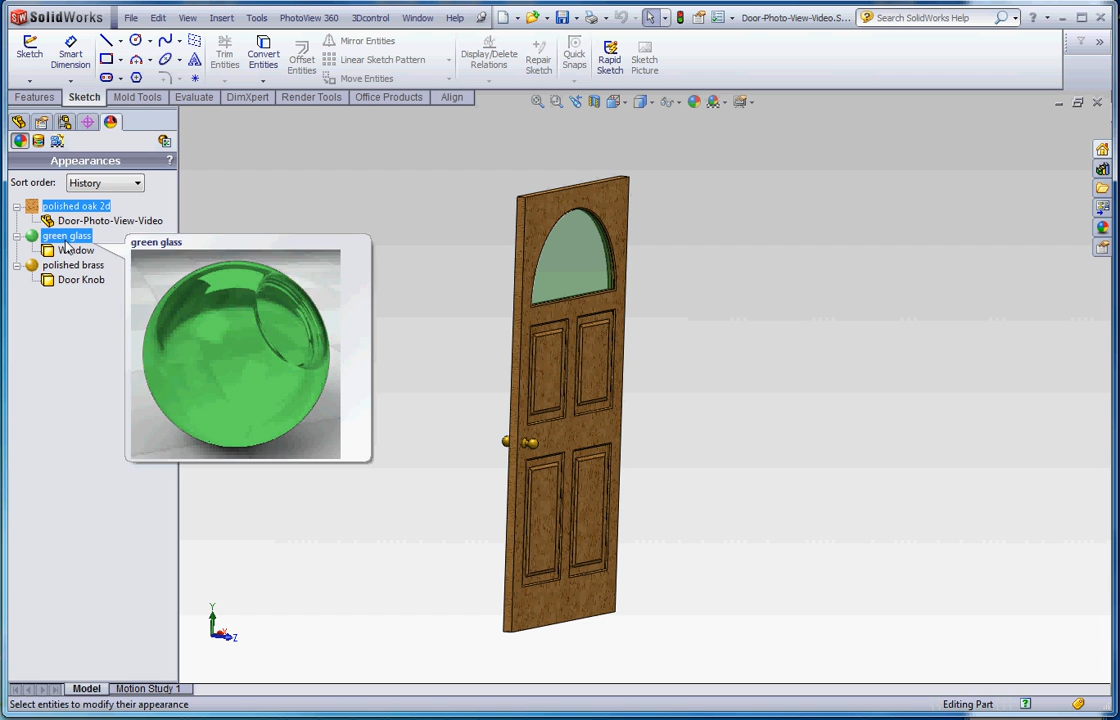 SolidWorks File Edit View Insert Tools PhotoView 360 3Dcontrol Window Help Door-Photo-View-Video.S... Search SolidWorks Help
Sketch Smart Dimension Trim Entities Convert Entities Offset Entities Mirror Entities Linear Sketch Pattern Move Entities Display/Delete Relations Repair Sketch Quick Snaps Rapid Sketch Sketch Picture
Features Sketch Mold Tools Evaluate DimXpert Render Tools Office Products Align
Appearances ?
Sort order: History
polished oak 2d
Door-Photo-View-Video
green glass
Window
polished brass
Door Knob
green glass
Y
X
Z
Model Motion Study 1
Select entities to modify their appearance Editing Part